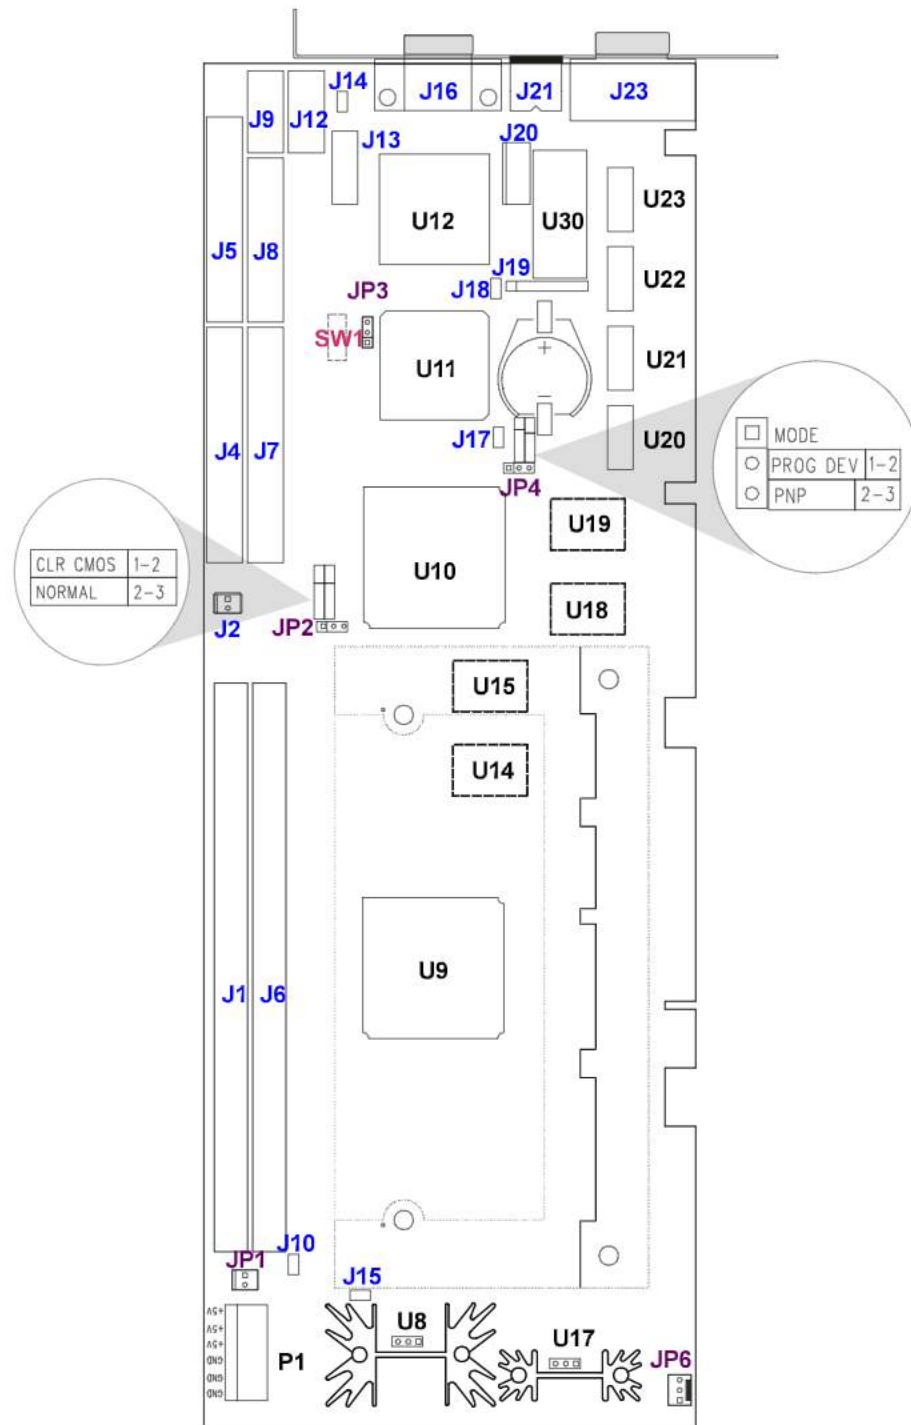 J14
J16
J21
J23
J9
J12
J13
J20
U12
U30
U23
J5
J8
J19
J18
U22
JP3
SW1
U11
+
−
U21
J4
J7
J17
U20
JP4
MODE
PROG DEV 1-2
PNP 2-3
U19
U10
CLR CMOS 1-2
NORMAL 2-3
U18
J2
JP2
U15
U14
U9
J1
J6
J10
JP1
J15
U8
U17
+5V
+5V
+5V
GND
GND
GND
P1
JP6